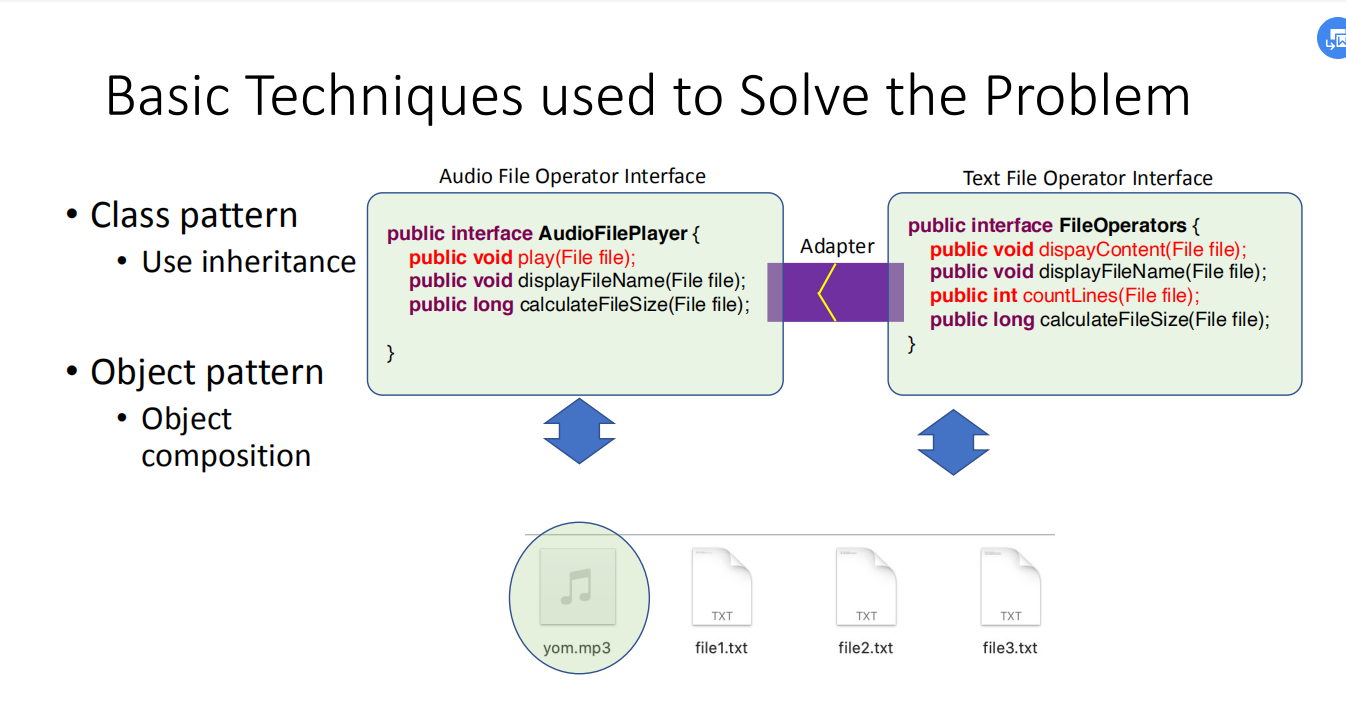 Basic Techniques used to Solve the Problem
• Class pattern
• Use inheritance
• Object pattern
• Object
composition
Audio File Operator Interface
public interface AudioFilePlayer {
public void play(File file);
public void displayFileName(File file);
public long calculateFileSize(File file);
}
Adapter
Text File Operator Interface
public interface FileOperators {
public void dispayContent(File file);
public void displayFileName(File file);
public int countLines(File file);
public long calculateFileSize(File file);
}
TXT
TXT
TXT
yom.mp3
file1.txt
file2.txt
file3.txt